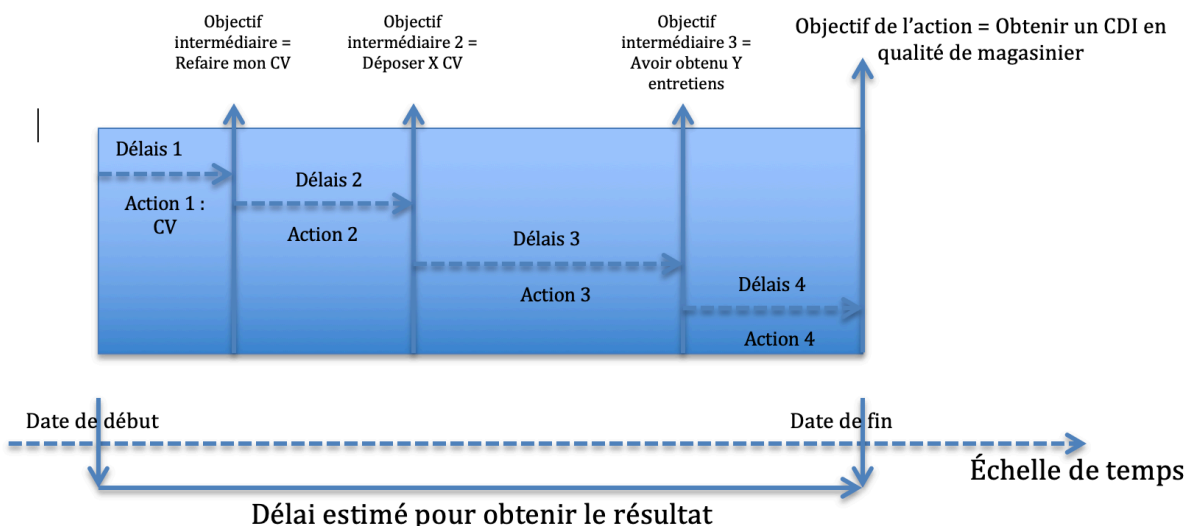 Objectif
intermédiaire =
Refaire mon CV
Objectif
intermédiaire 2 =
Déposer X CV
Objectif
intermédiaire 3 =
Avoir obtenu Y
entretiens
Objectif de l’action = Obtenir un CDI en
qualité de magasinier
Délais 1
Action 1 :
CV
Délais 2
Action 2
Délais 3
Action 3
Délais 4
Action 4
Date de début
Date de fin
Échelle de temps
Délai estimé pour obtenir le résultat